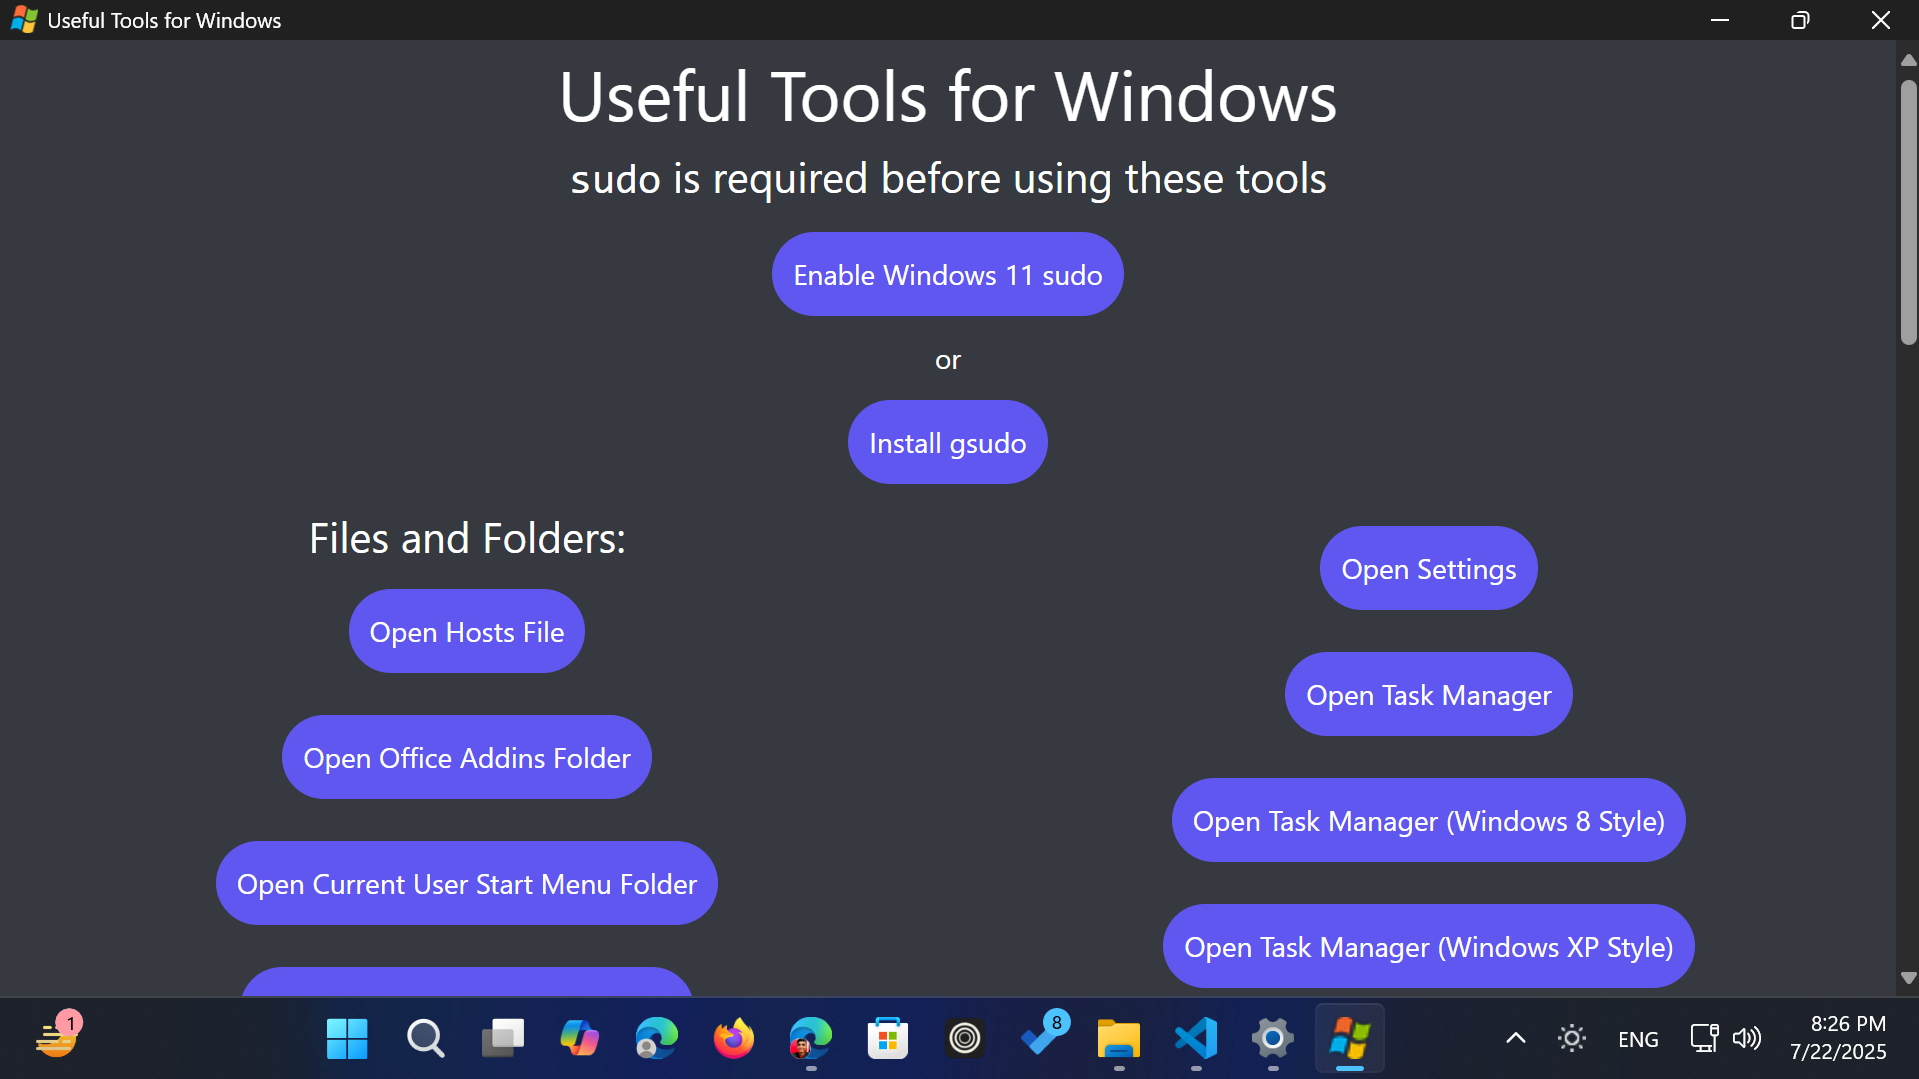 Useful Tools for Windows
Useful Tools for Windows
sudo is required before using these tools
Enable Windows 11 sudo
or
Install gsudo
Files and Folders:
Open Hosts File
Open Office Addins Folder
Open Current User Start Menu Folder
Open Settings
Open Task Manager
Open Task Manager (Windows 8 Style)
Open Task Manager (Windows XP Style)
1
8
ENG
8:26 PM
7/22/2025